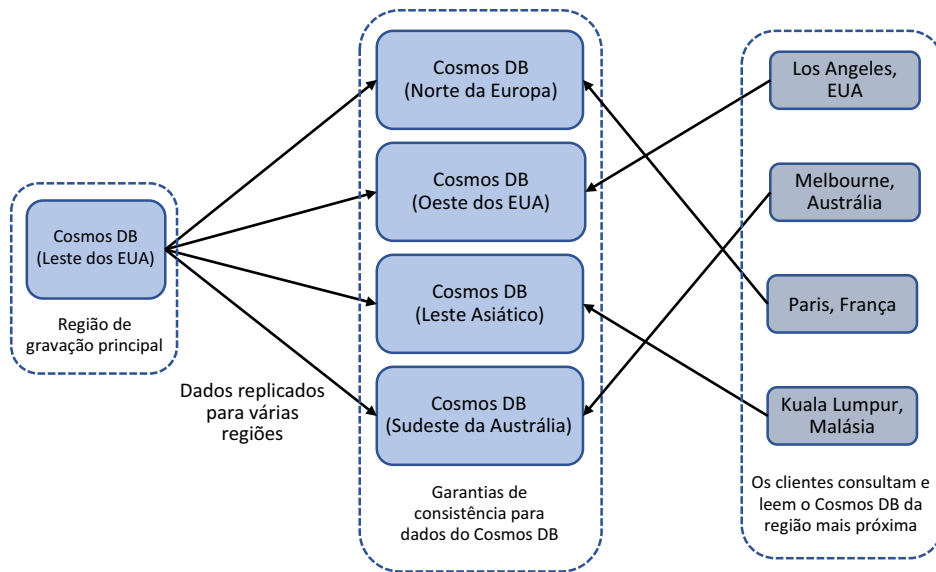 Cosmos DB
(Leste dos EUA)
Região de
gravação principal
Dados replicados
para várias
regiões
Cosmos DB
(Norte da Europa)
Cosmos DB
(Oeste dos EUA)
Cosmos DB
(Leste Asiático)
Cosmos DB
(Sudeste da Austrália)
Garantias de
consistência para
dados do Cosmos DB
Los Angeles,
EUA
Melbourne,
Austrália
Paris, França
Kuala Lumpur,
Malásia
Os clientes consultam e
leem o Cosmos DB da
região mais próxima